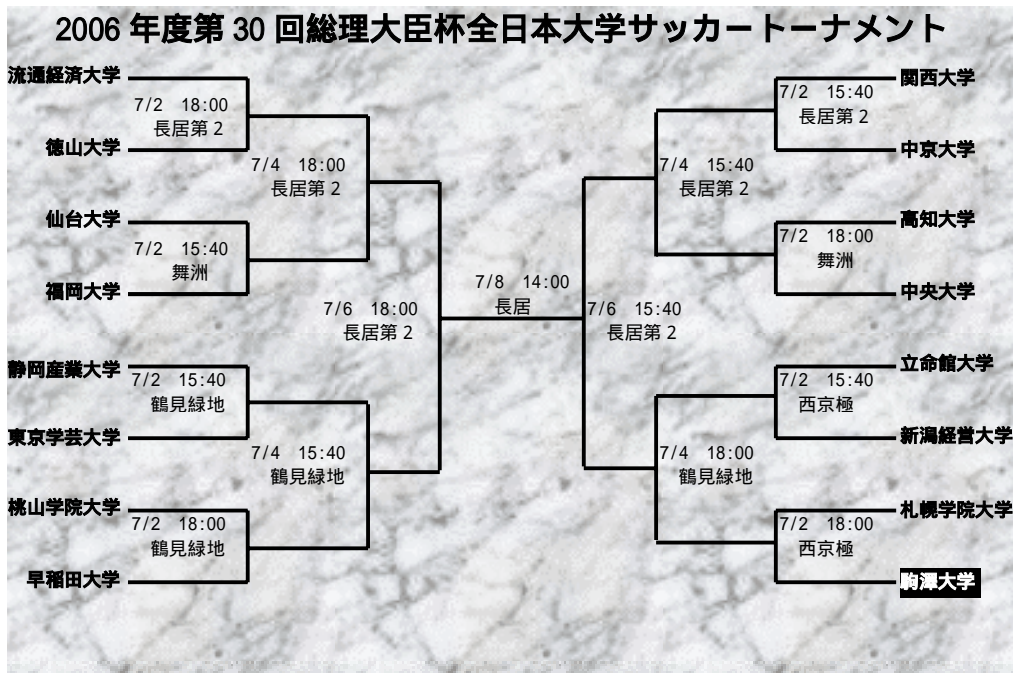 2006 年度第 30 回総理大臣杯全日本大学サッカートーナメント
流通経済大学
7/2 18:00
長居第 2
徳山大学
7/4 18:00
長居第 2
仙台大学
7/2 15:40
舞洲
福岡大学
7/6 18:00
長居第 2
静岡産業大学
7/2 15:40
鶴見緑地
東京学芸大学
7/4 15:40
鶴見緑地
桃山学院大学
7/2 18:00
鶴見緑地
早稲田大学
7/8 14:00
長居
関西大学
7/2 15:40
長居第 2
中京大学
7/4 15:40
長居第 2
高知大学
7/2 18:00
舞洲
中央大学
7/6 15:40
長居第 2
立命館大学
7/2 15:40
西京極
新潟経営大学
7/4 18:00
鶴見緑地
札幌学院大学
7/2 18:00
西京極
駒澤大学